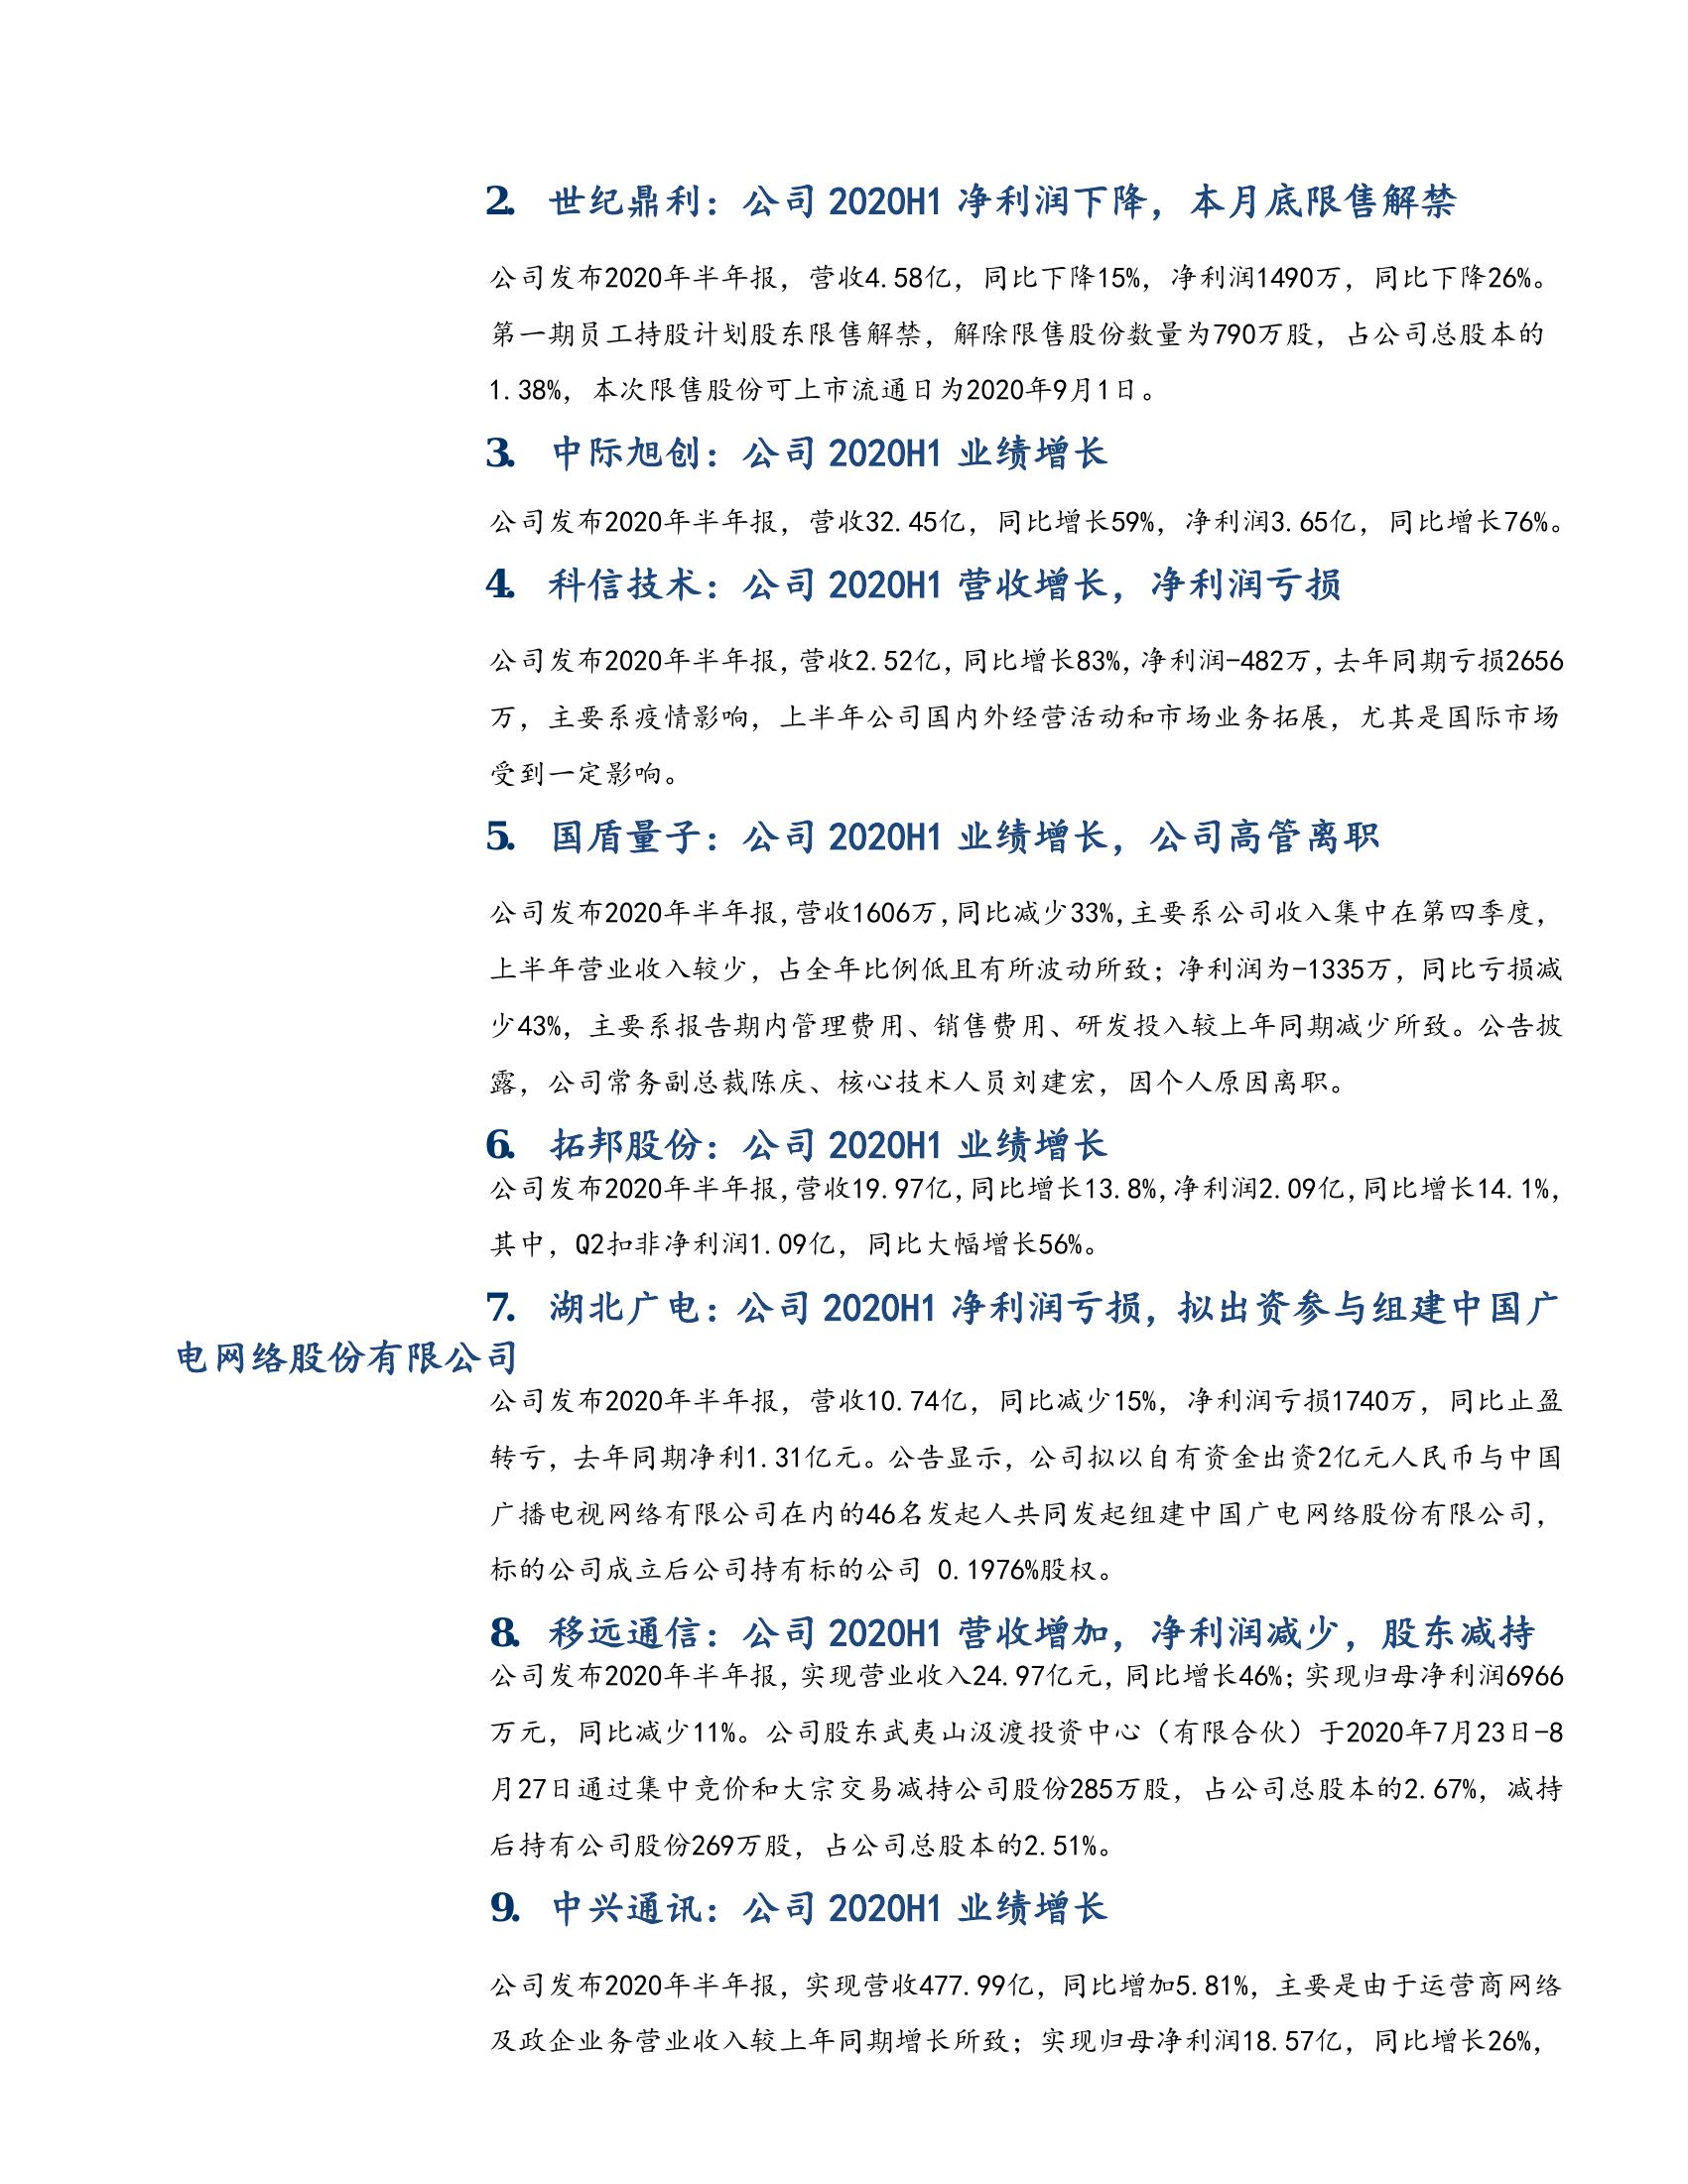 2. 世纪鼎利：公司 2020H1 净利润下降，本月底限售解禁
公司发布2020年半年报，营收4.58亿，同比下降15%，净利润1490万，同比下降26%。
第一期员工持股计划股东限售解禁，解除限售股份数量为790万股，占公司总股本的
1.38%，本次限售股份可上市流通日为2020年9月1日。
3. 中际旭创：公司 2020H1 业绩增长
公司发布2020年半年报，营收32.45亿，同比增长59%，净利润3.65亿，同比增长76%。
4. 科信技术：公司 2020H1 营收增长，净利润亏损
公司发布2020年半年报,营收2.52亿,同比增长83%,净利润-482万,去年同期亏损2656
万，主要系疫情影响，上半年公司国内外经营活动和市场业务拓展，尤其是国际市场
受到一定影响。
5. 国盾量子：公司 2020H1 业绩增长，公司高管离职
公司发布2020年半年报,营收1606万,同比减少33%,主要系公司收入集中在第四季度，
上半年营业收入较少，占全年比例低且有所波动所致；净利润为-1335万，同比亏损减
少43%，主要系报告期内管理费用、销售费用、研发投入较上年同期减少所致。公告披
露，公司常务副总裁陈庆、核心技术人员刘建宏，因个人原因离职。
6. 拓邦股份：公司 2020H1 业绩增长
公司发布2020年半年报,营收19.97亿,同比增长13.8%,净利润2.09亿,同比增长14.1%，
其中，Q2扣非净利润1.09亿，同比大幅增长56%。
7. 湖北广电：公司 2020H1 净利润亏损，拟出资参与组建中国广
电网络股份有限公司
公司发布2020年半年报，营收10.74亿，同比减少15%，净利润亏损1740万，同比止盈
转亏，去年同期净利1.31亿元。公告显示，公司拟以自有资金出资2亿元人民币与中国
广播电视网络有限公司在内的46名发起人共同发起组建中国广电网络股份有限公司，
标的公司成立后公司持有标的公司 0.1976%股权。
8. 移远通信：公司 2020H1 营收增加，净利润减少，股东减持
公司发布2020年半年报,实现营业收入24.97亿元,同比增长46%;实现归母净利润6966
万元，同比减少11%。公司股东武夷山汲渡投资中心（有限合伙）于2020年7月23日-8
月27日通过集中竞价和大宗交易减持公司股份285万股，占公司总股本的2.67%，减持
后持有公司股份269万股，占公司总股本的2.51%。
9. 中兴通讯：公司 2020H1 业绩增长
公司发布2020年半年报，实现营收477.99亿，同比增加5.81%，主要是由于运营商网络
及政企业务营业收入较上年同期增长所致；实现归母净利润18.57亿，同比增长26%，